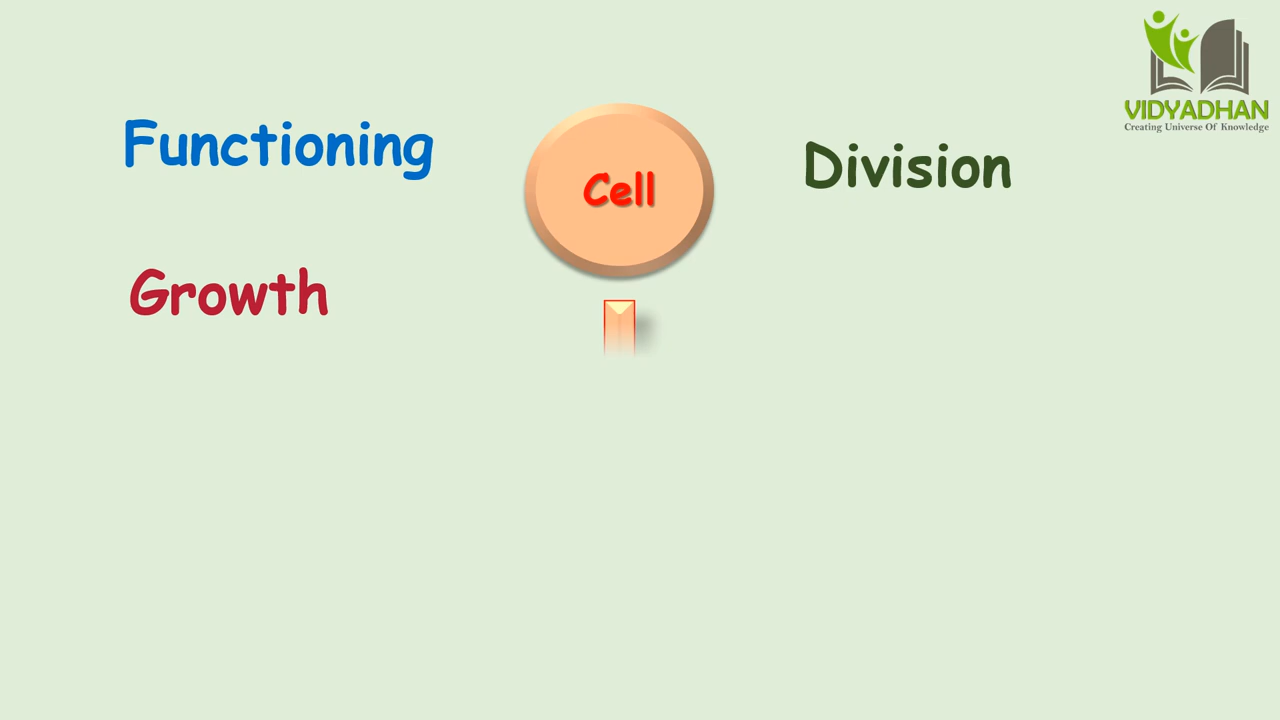 Functioning
Cell
Division
Growth
VIDYADHAN
Creating Universe Of Knowledge